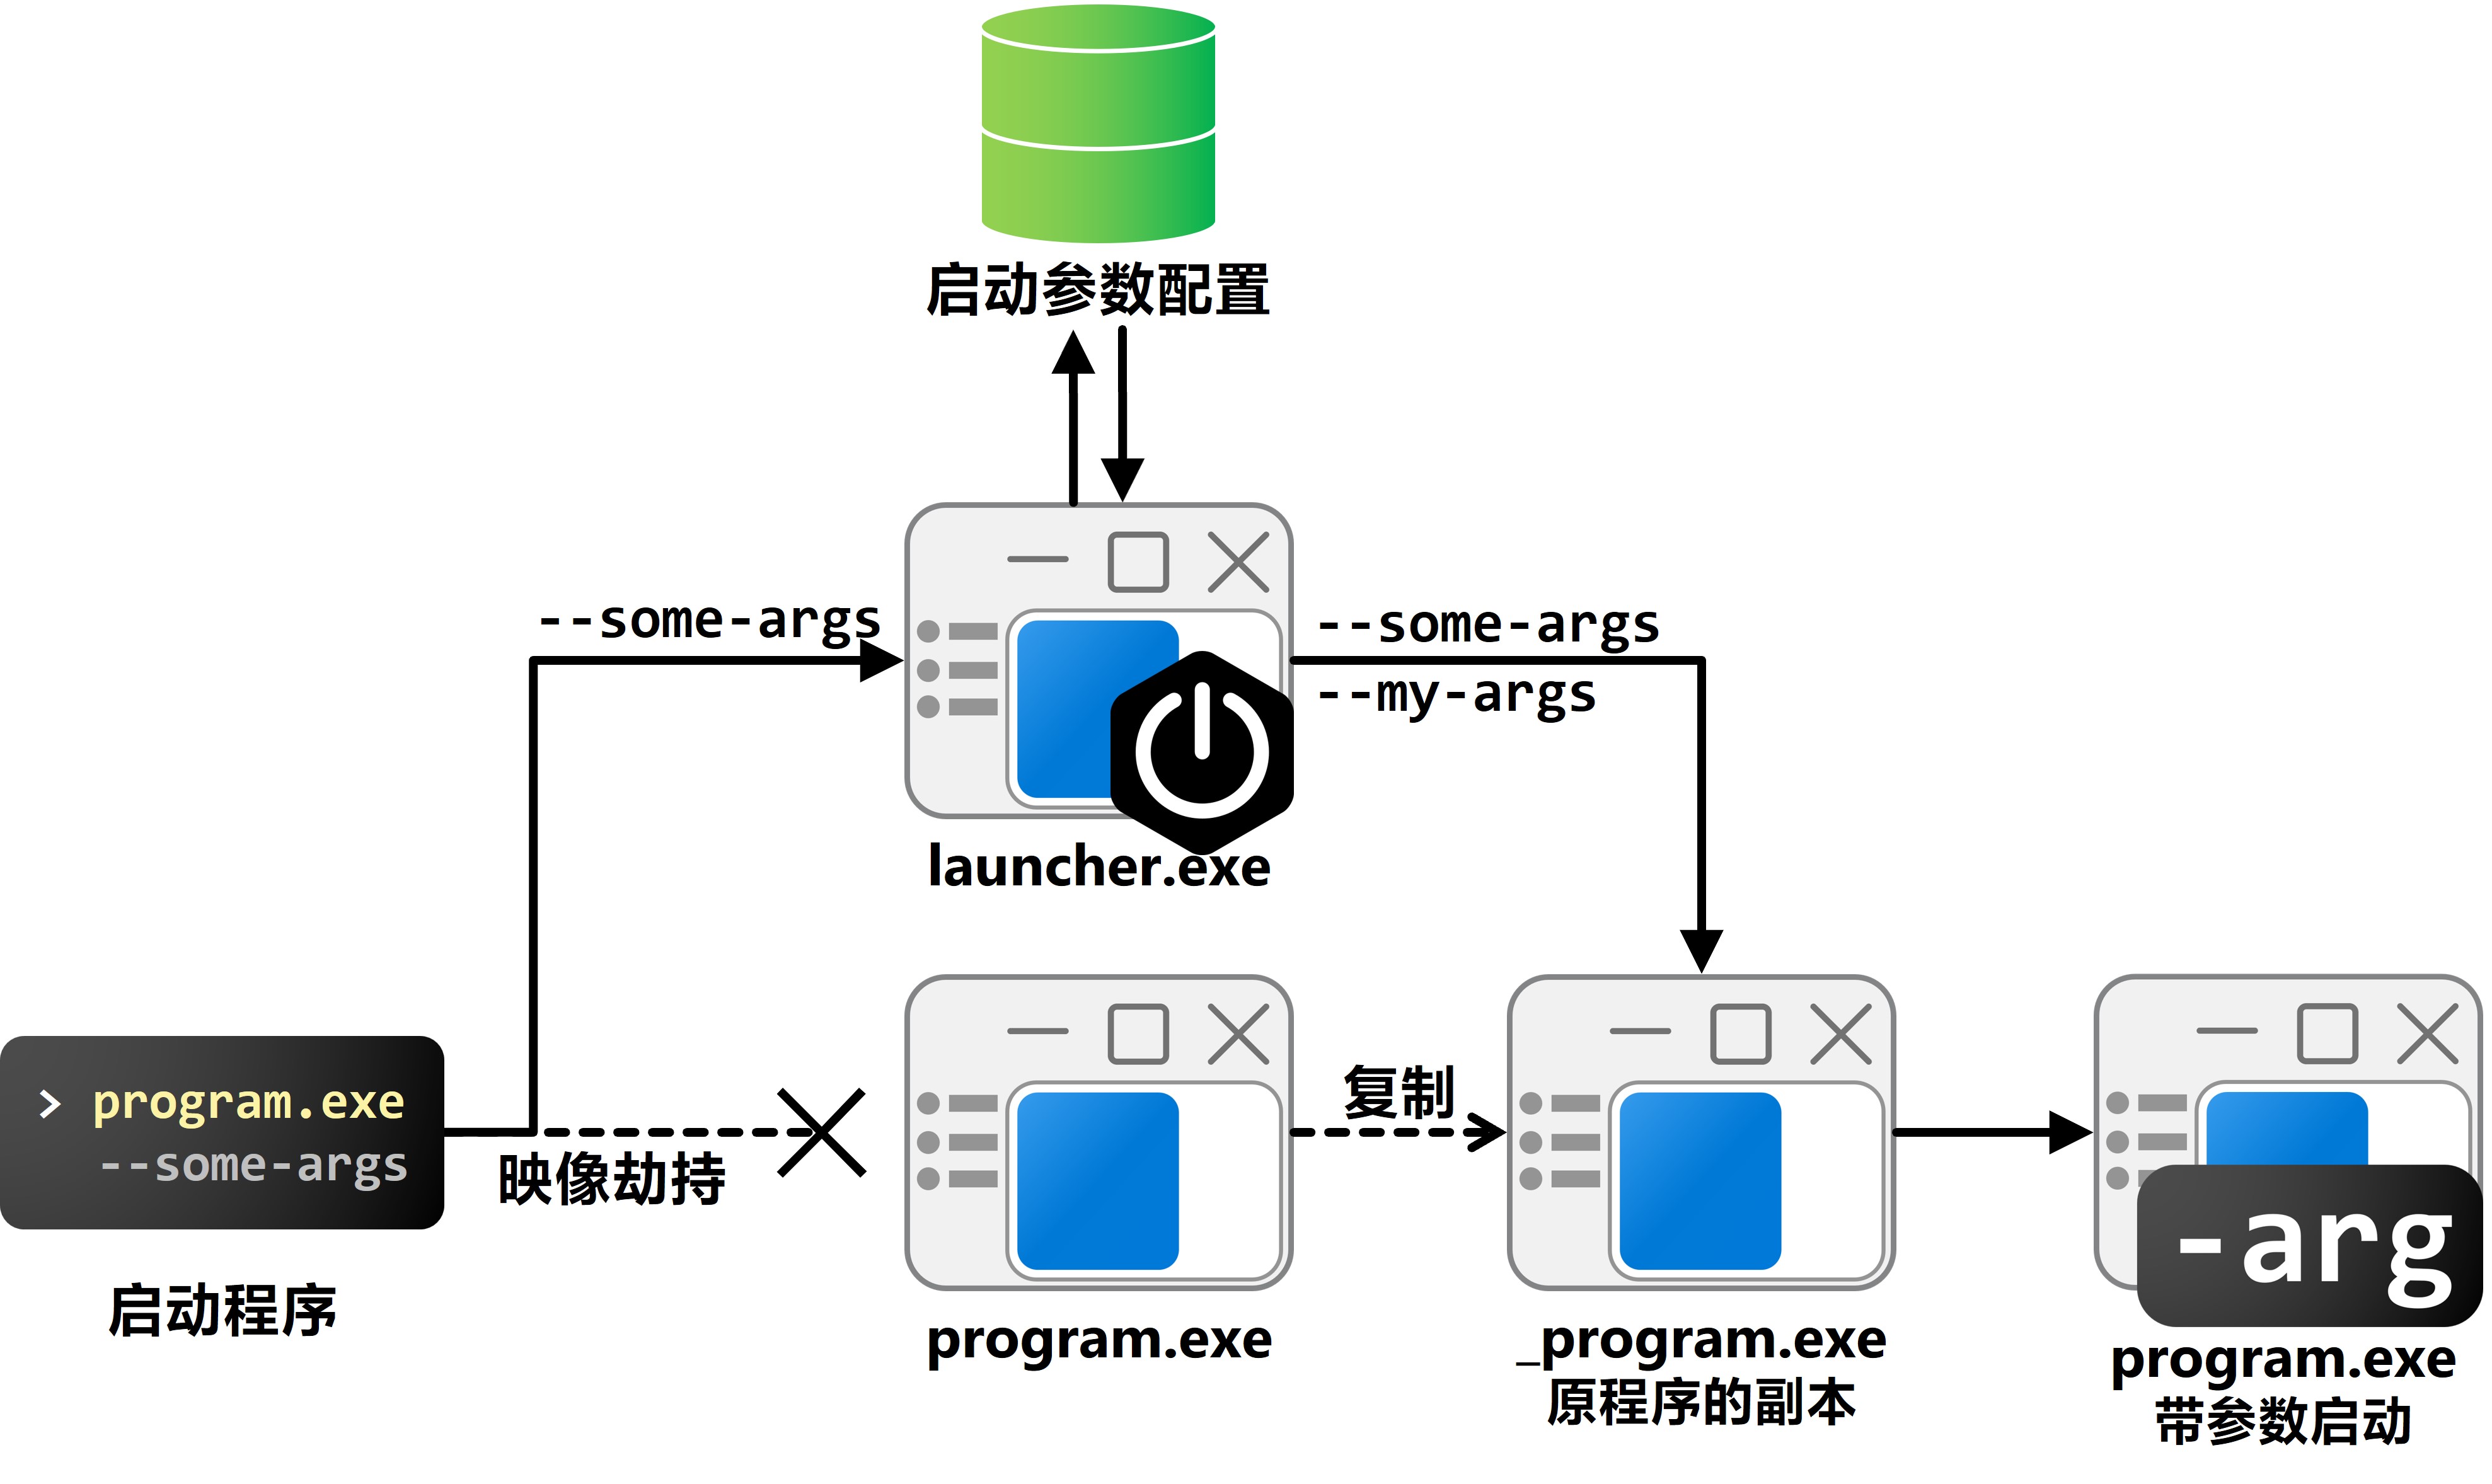 启动参数配置
--some-args
--some-args
--my-args
launcher.exe
> program.exe
--some-args
映像劫持
复制
启动程序
program.exe
_program.exe
原程序的副本
-arg
program.exe
带参数启动